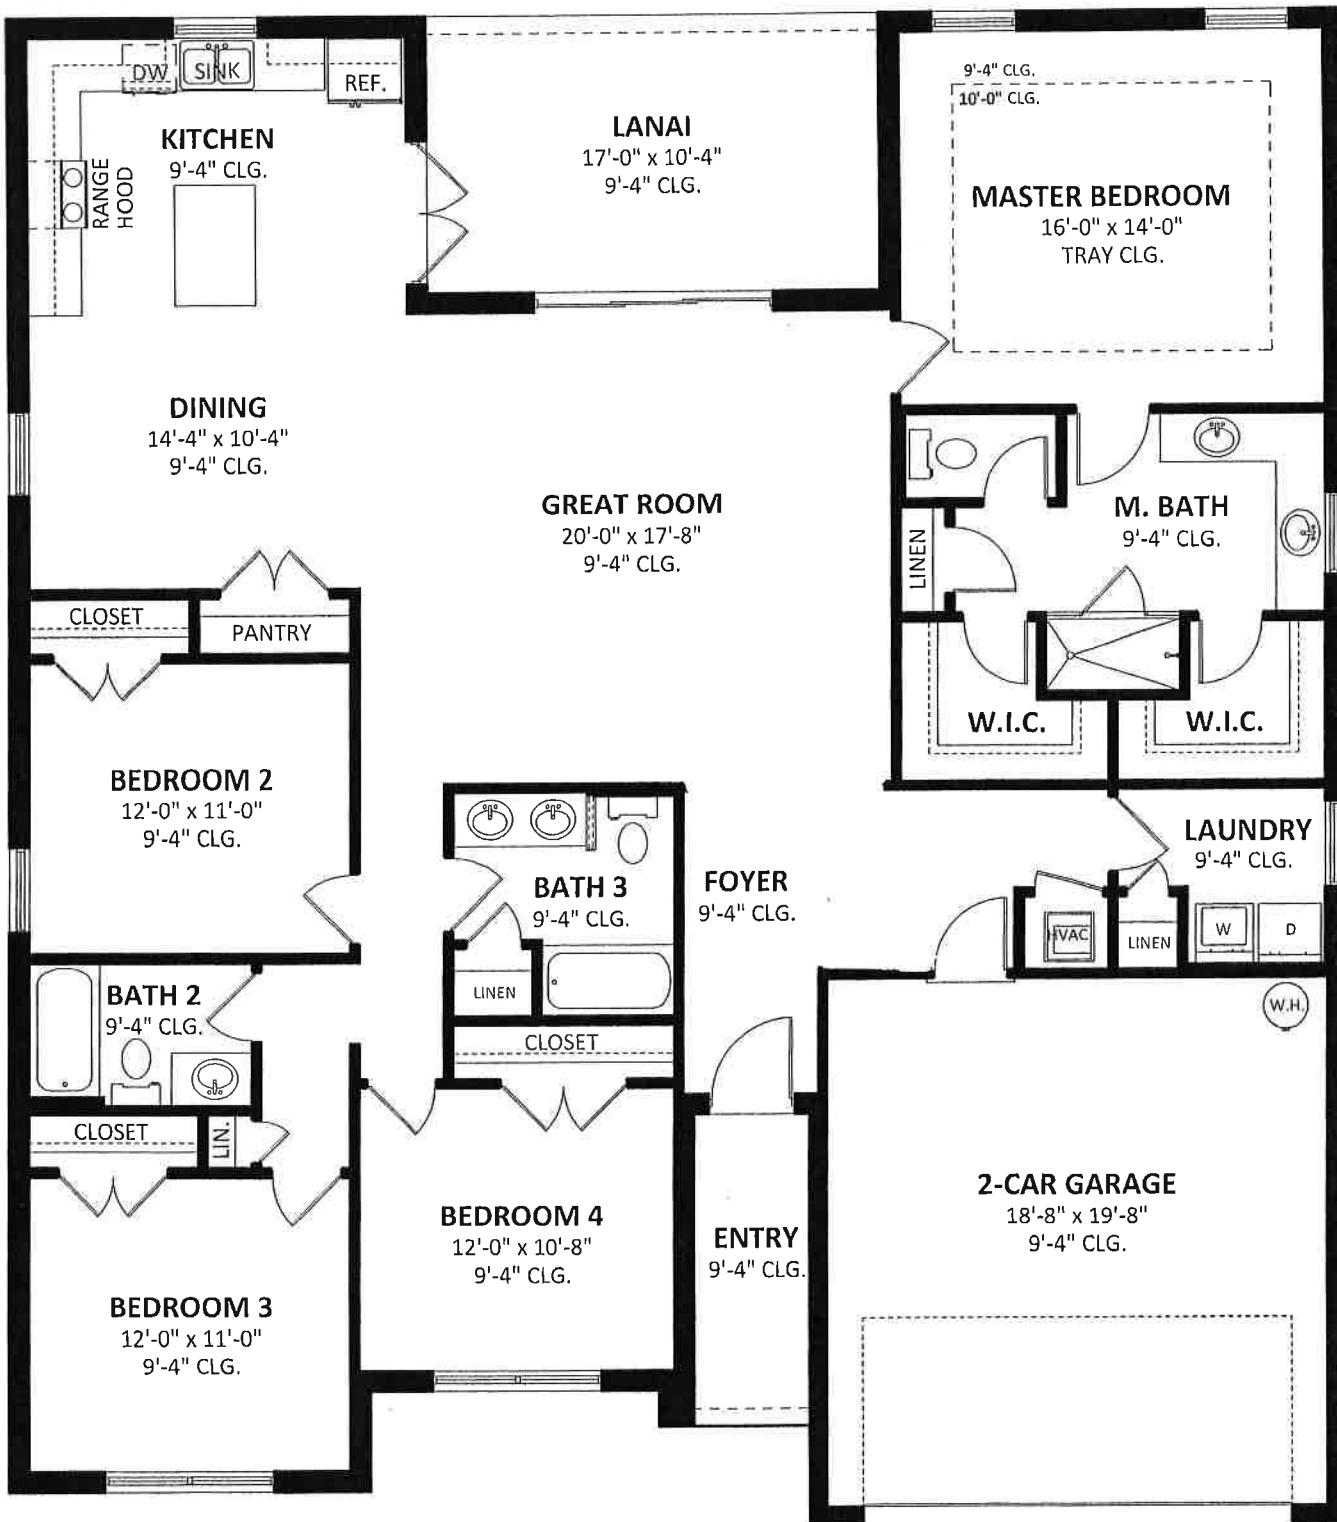 DW
SINK
REF.
KITCHEN
9'-4" CLG.
RANGE
HOOD
LANAI
17'-0" x 10'-4"
9'-4" CLG.
9'-4" CLG.
10'-0" CLG.
MASTER BEDROOM
16'-0" x 14'-0"
TRAY CLG.
DINING
14'-4" x 10'-4"
9'-4" CLG.
GREAT ROOM
20'-0" x 17'-8"
9'-4" CLG.
M. BATH
9'-4" CLG.
LINEN
CLOSET
PANTRY
W.I.C.
W.I.C.
BEDROOM 2
12'-0" x 11'-0"
9'-4" CLG.
BATH 3
9'-4" CLG.
LINEN
FOYER
9'-4" CLG.
LAUNDRY
9'-4" CLG.
HVAC
LINEN
W
D
BATH 2
9'-4" CLG.
CLOSET
W.H.
CLOSET
LIN.
BEDROOM 4
12'-0" x 10'-8"
9'-4" CLG.
ENTRY
9'-4" CLG.
2-CAR GARAGE
18'-8" x 19'-8"
9'-4" CLG.
BEDROOM 3
12'-0" x 11'-0"
9'-4" CLG.